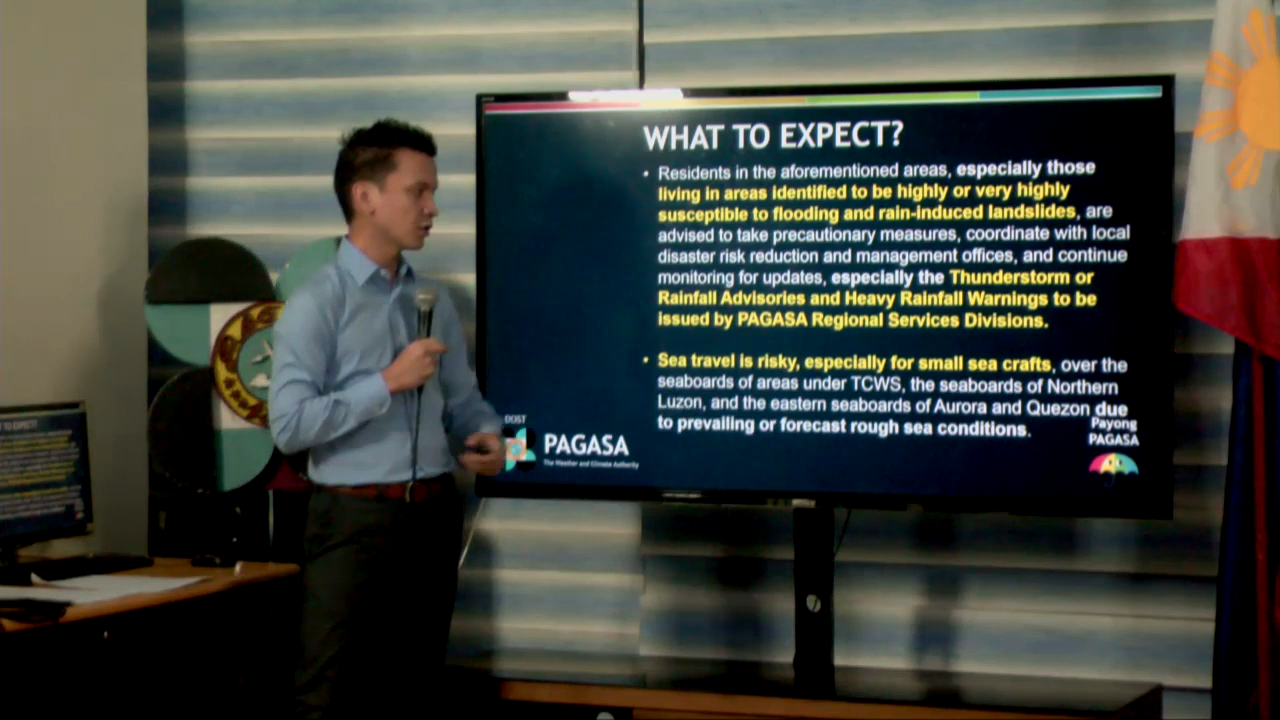 WHAT TO EXPECT?
• Residents in the aforementioned areas, especially those
living in areas identified to be highly or very highly
susceptible to flooding and rain-induced landslides, are
advised to take precautionary measures, coordinate with local
disaster risk reduction and management offices, and continue
monitoring for updates, especially the Thunderstorm or
Rainfall Advisories and Heavy Rainfall Warnings to be
issued by PAGASA Regional Services Divisions.
• Sea travel is risky, especially for small sea crafts, over the
seaboards of areas under TCWS, the seaboards of Northern
Luzon, and the eastern seaboards of Aurora and Quezon due
to prevailing or forecast rough sea conditions.
DOST
PAGASA
The Weather and Climate Authority
Payong
PAGASA